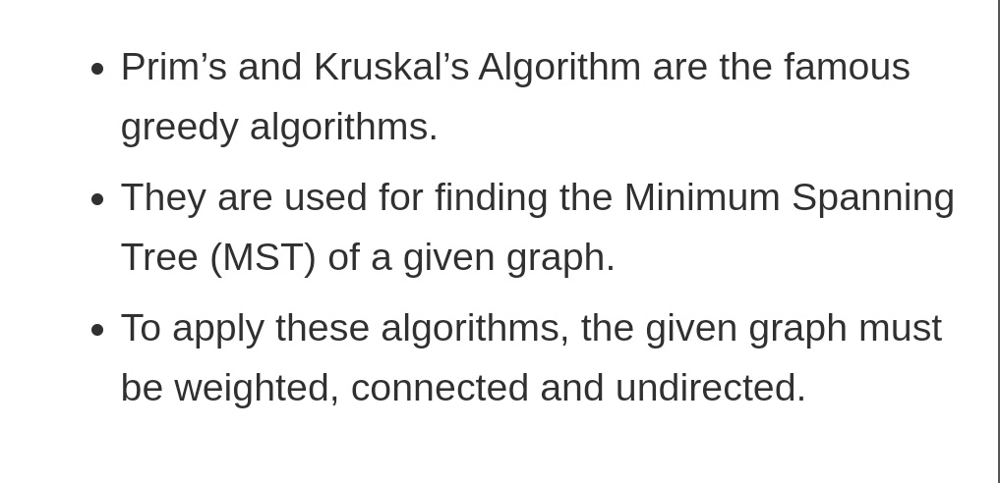 • Prim’s and Kruskal’s Algorithm are the famous
greedy algorithms.
• They are used for finding the Minimum Spanning
Tree (MST) of a given graph.
• To apply these algorithms, the given graph must
be weighted, connected and undirected.